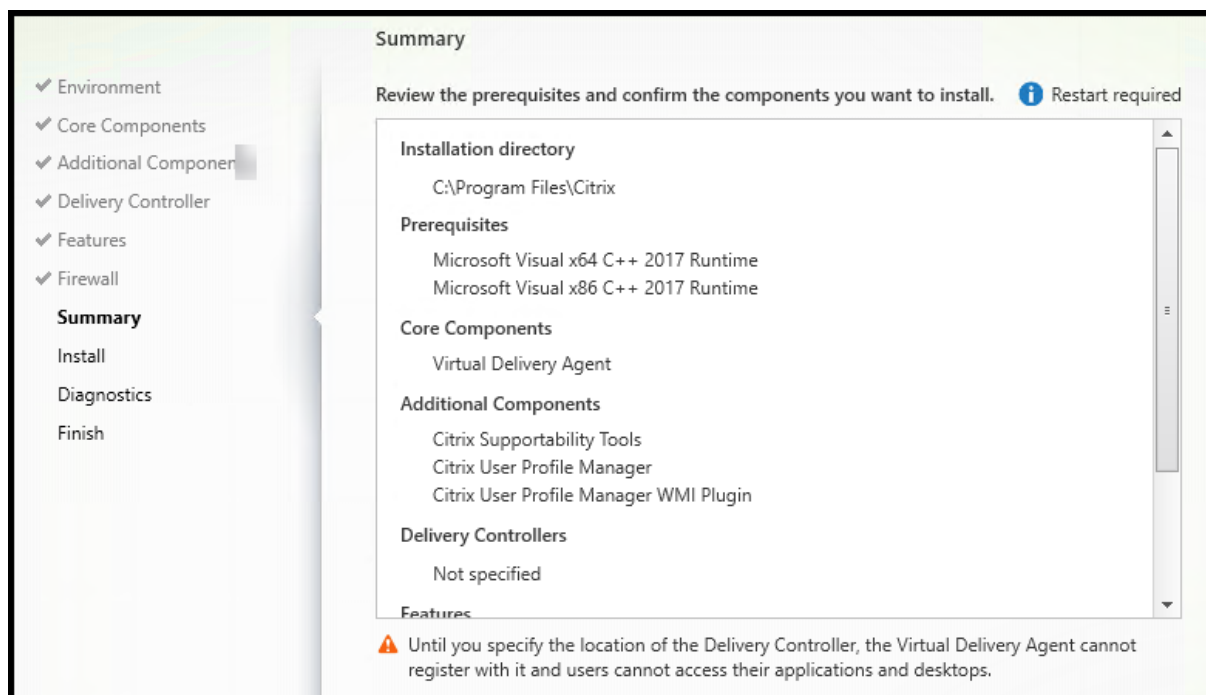 Summary
Environment
Core Components
Additional Componen
Delivery Controller
Features
Firewall
Summary
Install
Diagnostics
Finish
Review the prerequisites and confirm the components you want to install.
Restart required
Installation directory
C:\Program Files\Citrix
Prerequisites
Microsoft Visual x64 C++ 2017 Runtime
Microsoft Visual x86 C++ 2017 Runtime
Core Components
Virtual Delivery Agent
Additional Components
Citrix Supportability Tools
Citrix User Profile Manager
Citrix User Profile Manager WMI Plugin
Delivery Controllers
Not specified
Features
Until you specify the location of the Delivery Controller, the Virtual Delivery Agent cannot
register with it and users cannot access their applications and desktops.